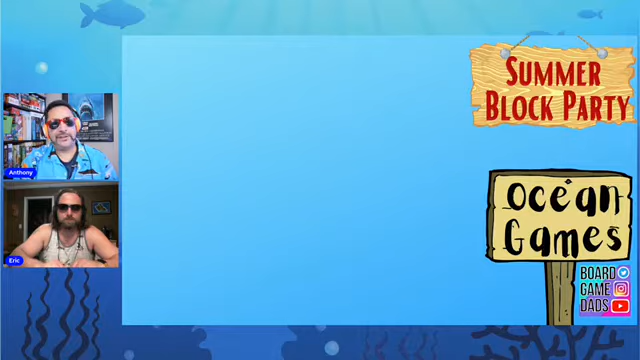 SUMMER
BLOCK PARTY
Anthony
Ocean
Games
Eric
BOARD
GAME
DADS